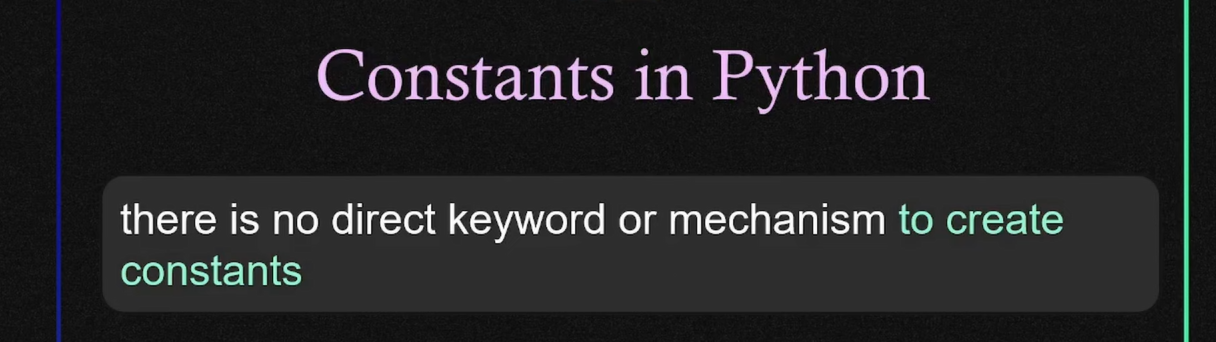 Constants in Python
there is no direct keyword or mechanism to create
constants